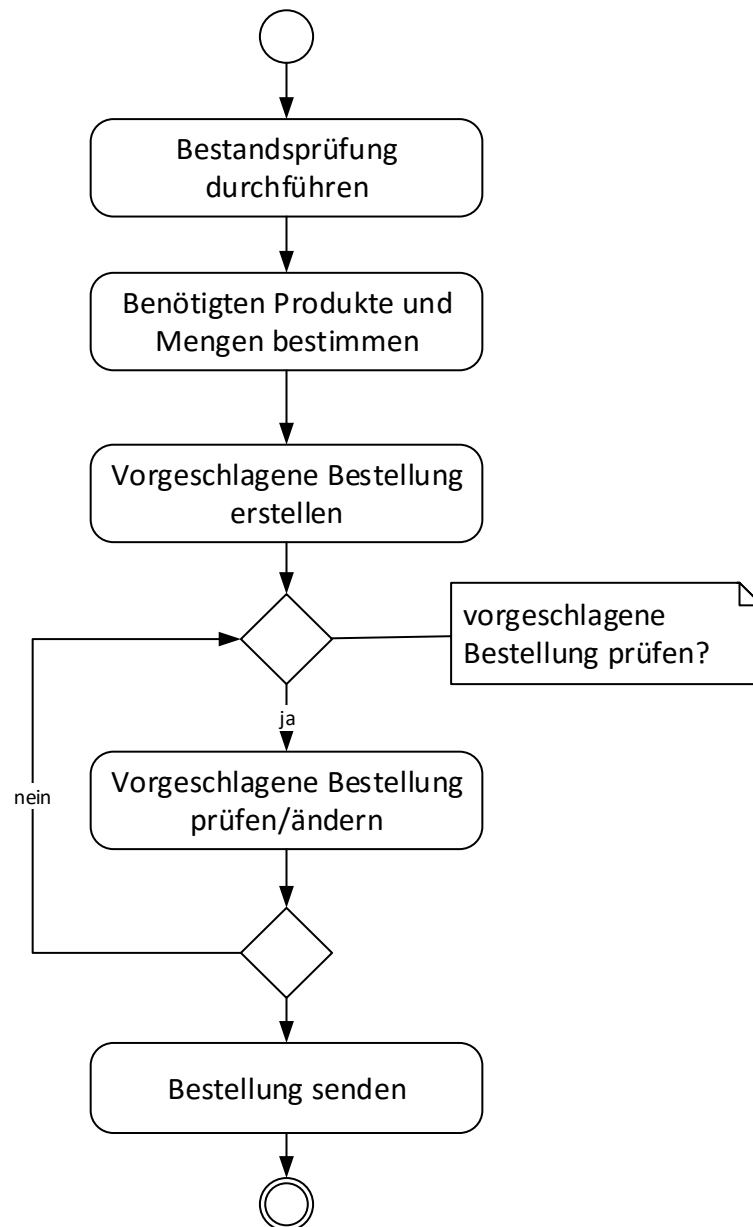 Bestandsprüfung
durchführen
Benötigten Produkte und
Mengen bestimmen
Vorgeschlagene Bestellung
erstellen
vorgeschlagene
Bestellung prüfen?
ja
Vorgeschlagene Bestellung
prüfen/ändern
nein
Bestellung senden